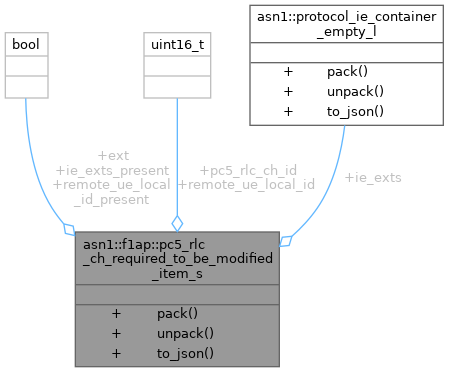 bool
uint16_t
asn1::protocol_ie_container
_empty_l
+ pack()
+ unpack()
+ to_json()
+ext
+ie_exts_present
+remote_ue_local
_id_present
+pc5_rlc_ch_id
+remote_ue_local_id
+ie_exts
asn1::f1ap::pc5_rlc
_ch_required_to_be_modified
_item_s
+ pack()
+ unpack()
+ to_json()